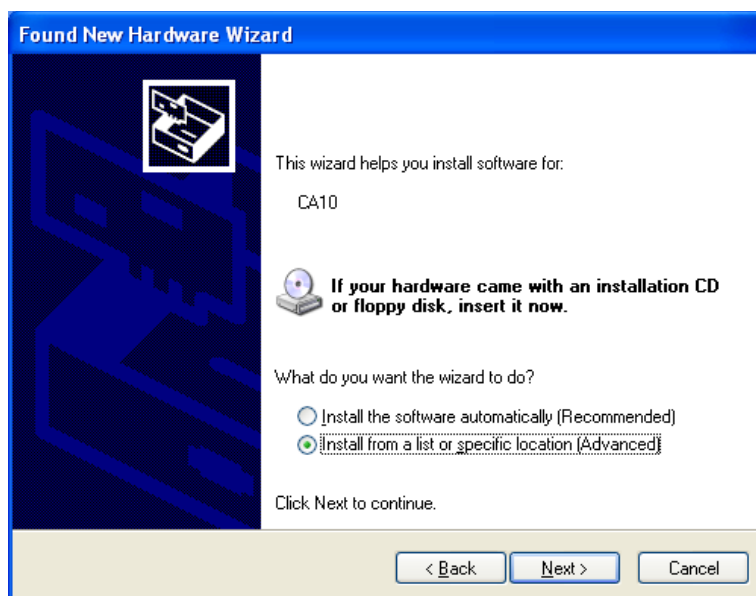 Found New Hardware Wizard
This wizard helps you install software for:
CA10
If your hardware came with an installation CD
or floppy disk, insert it now.
What do you want the wizard to do?
Install the software automatically (Recommended)
Install from a list or specific location (Advanced)
Click Next to continue.
< Back
Next >
Cancel